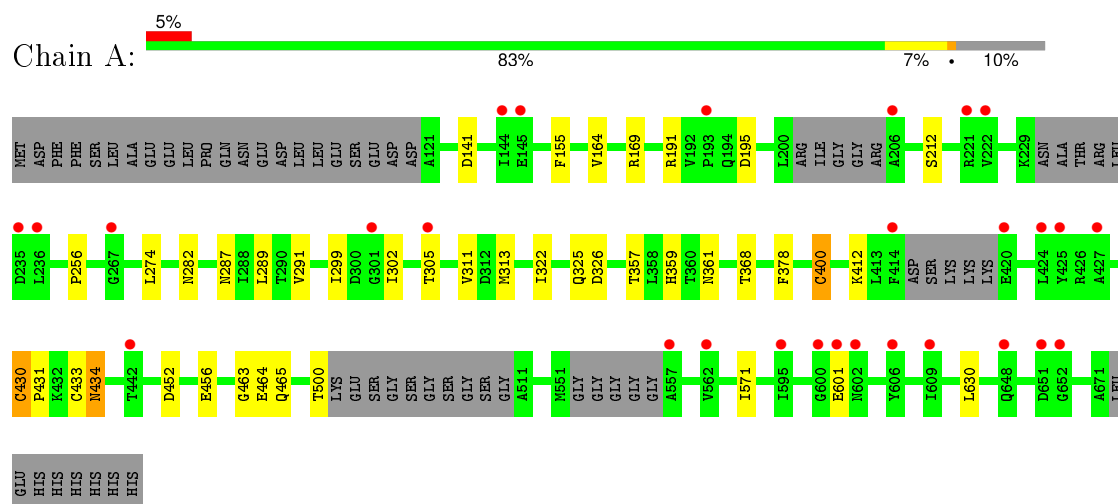 5%
Chain A:
83% 7% • 10%
MET ASP PHE PHE SER LEU ALA GLU GLU LEU PRO GLN ASN GLU ASP LEU LEU GLU SER GLU ASP ASP A121 D141 I144 E145 F155 V164 R169 R191 V192 P193 Q194 D195 L200 ARG ILE GLY GLY ARG A206 S212 R221 V222 K229 ASN ALA THR ARG LEU
D235 L236 P256 G267 L274 N282 N287 I288 L289 T290 V291 I299 D300 G301 I302 T305 V311 D312 M313 I322 Q325 D326 T357 L358 H359 T360 N361 T368 F378 C400 K412 L413 F414 ASP SER LYS LYS LYS E420 L424 Y425 R426 A427
C430 P431 K432 C433 N434 T442 D452 E456 G463 E464 Q465 T500 LYS GLU SER GLY SER GLY SER SER GLY A511 M551 GLY GLY GLY GLY GLY A557 V562 I571 I595 G600 E601 N602 Y606 I609 L630 Q648 D651 G652 A671 LEU
GLU HIS HIS HIS HIS HIS HIS